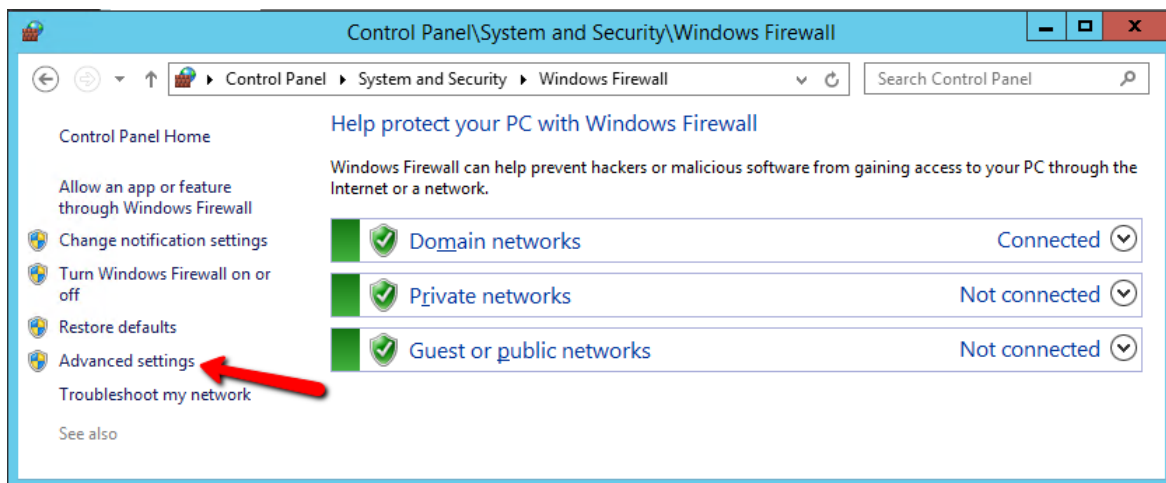 Control Panel\System and Security\Windows Firewall
Control Panel System and Security Windows Firewall
Search Control Panel
Control Panel Home
Allow an app or feature
through Windows Firewall
Change notification settings
Turn Windows Firewall on or
off
Restore defaults
Advanced settings
Troubleshoot my network
See also
Help protect your PC with Windows Firewall
Windows Firewall can help prevent hackers or malicious software from gaining access to your PC through the
Internet or a network.
Domain networks Connected
Private networks Not connected
Guest or public networks Not connected